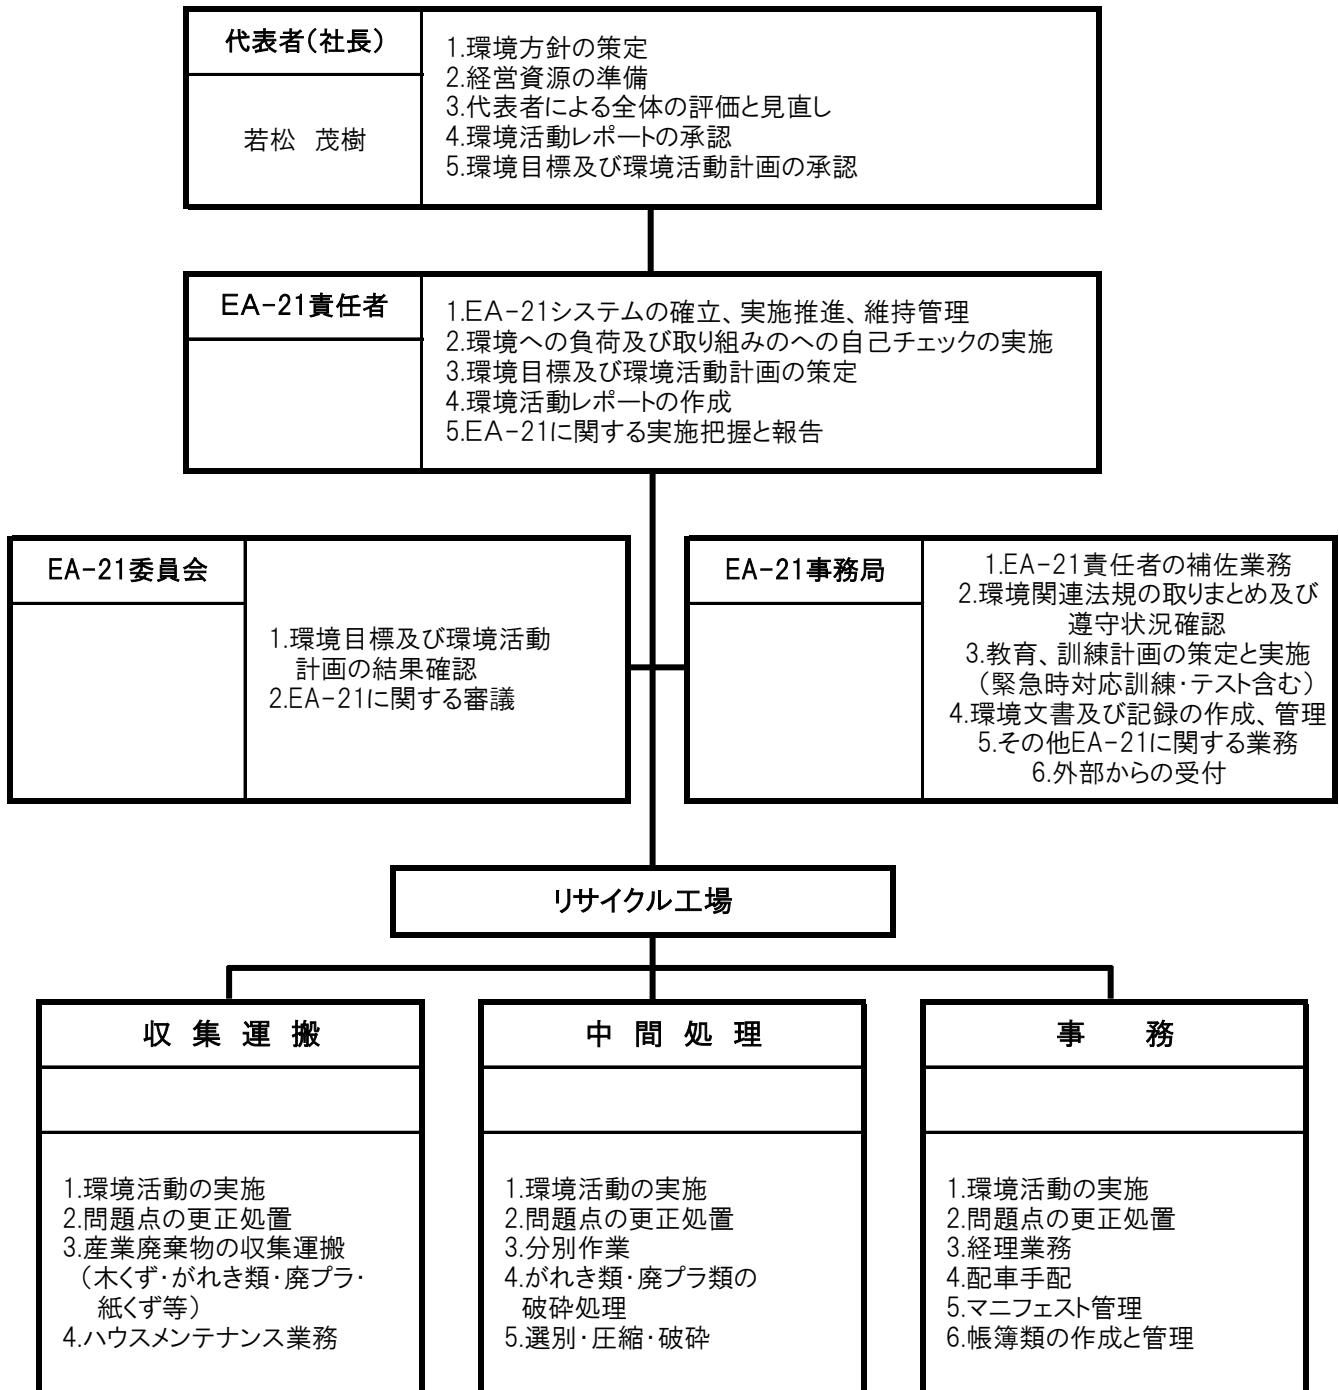 代表者(社長)
若松 茂樹
1.環境方針の策定
2.経営資源の準備
3.代表者による全体の評価と見直し
4.環境活動レポートの承認
5.環境目標及び環境活動計画の承認
EA-21責任者
1.EA-21システムの確立、実施推進、維持管理
2.環境への負荷及び取り組みのへの自己チェックの実施
3.環境目標及び環境活動計画の策定
4.環境活動レポートの作成
5.EA-21に関する実施把握と報告
EA-21委員会
1.環境目標及び環境活動
計画の結果確認
2.EA-21に関する審議
EA-21事務局
1.EA-21責任者の補佐業務
2.環境関連法規の取りまとめ及び
遵守状況確認
3.教育、訓練計画の策定と実施
(緊急時対応訓練・テスト含む)
4.環境文書及び記録の作成、管理
5.その他EA-21に関する業務
6.外部からの受付
リサイクル工場
収 集 運 搬
1.環境活動の実施
2.問題点の更正処置
3.産業廃棄物の収集運搬
(木くず・がれき類・廃プラ・
紙くず等)
4.ハウスメンテナンス業務
中 間 処 理
1.環境活動の実施
2.問題点の更正処置
3.分別作業
4.がれき類・廃プラ類の
破砕処理
5.選別・圧縮・破砕
事 務
1.環境活動の実施
2.問題点の更正処置
3.経理業務
4.配車手配
5.マニフェスト管理
6.帳簿類の作成と管理